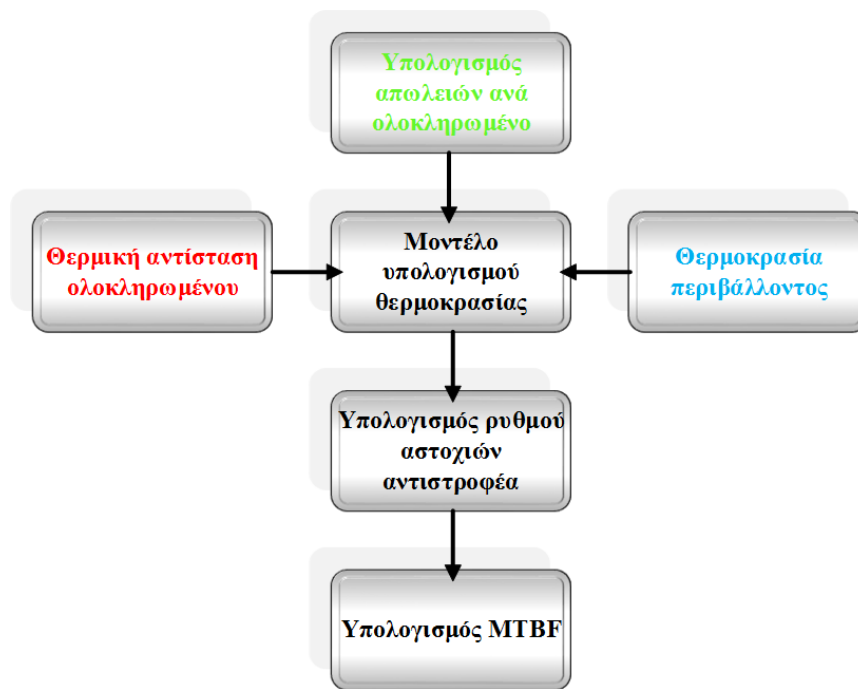 Υπολογισμός
απωλειών ανά
ολοκληρωμένο
Θερμική αντίσταση
ολοκληρωμένου
Μοντέλο
υπολογισμού
θερμοκρασίας
Θερμοκρασία
περιβάλλοντος
Υπολογισμός ρυθμού
αστοχιών
αντιστροφέα
Υπολογισμός MTBF